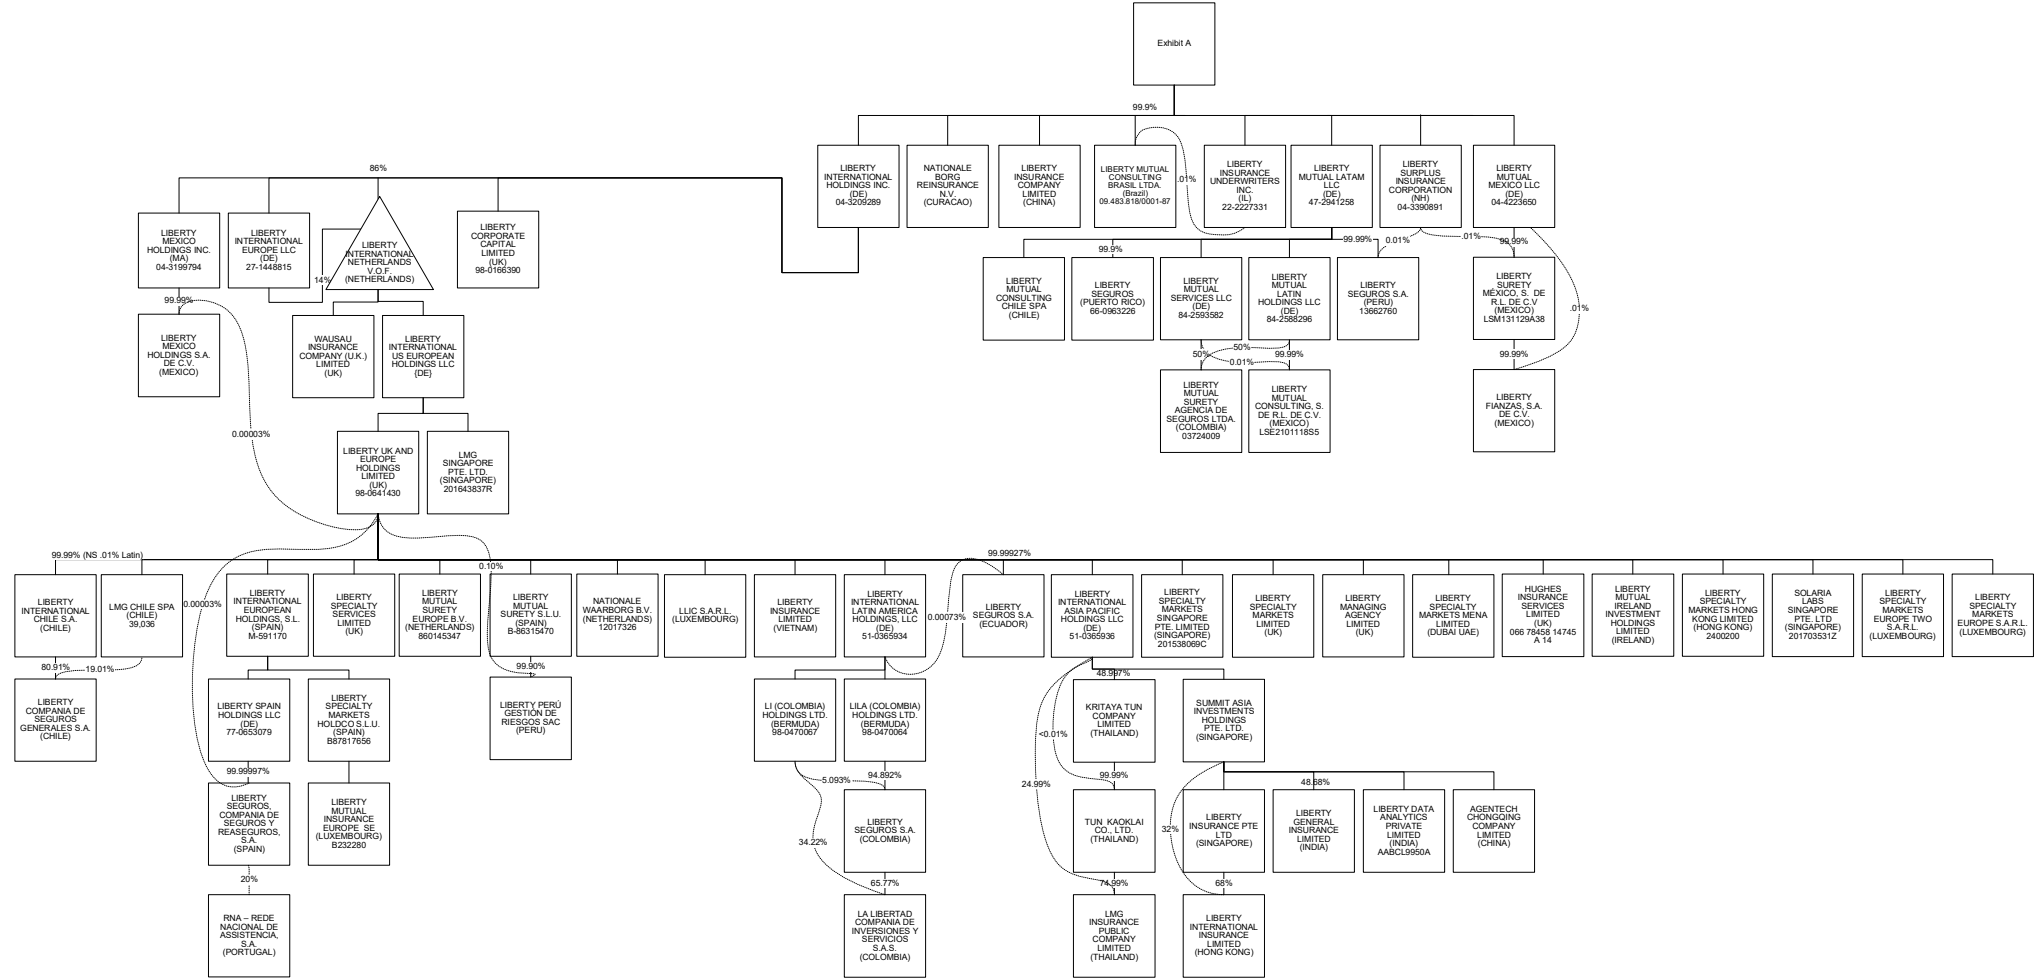 Exhibit A
99.9%
LIBERTY
INTERNATIONAL
HOLDINGS INC.
(DE)
04-3209289
NATIONALE
BORG
REINSURANCE
N.V.
(CURACAO)
LIBERTY
INSURANCE
COMPANY
LIMITED
(CHINA)
LIBERTY MUTUAL
CONSULTING
BRASIL LTDA.
(Brazil)
09.483.818/0001-87
.01%
LIBERTY
INSURANCE
UNDERWRITERS
INC.
(IL)
22-2227331
LIBERTY
MUTUAL LATAM
LLC
(DE)
47-2941258
LIBERTY
SURPLUS
INSURANCE
CORPORATION
(NH)
04-3390891
LIBERTY
MUTUAL
MEXICO LLC
(DE)
04-4223650
86%
LIBERTY
MEXICO
HOLDINGS INC.
(MA)
04-3199794
LIBERTY
INTERNATIONAL
EUROPE LLC
(DE)
27-1448815
14%
LIBERTY
INTERNATIONAL
NETHERLANDS
V.O.F.
(NETHERLANDS)
LIBERTY
CORPORATE
CAPITAL
LIMITED
(UK)
98-0166390
99.9%
99.99%
0.01%
.01%
99.99%
LIBERTY
MUTUAL
CONSULTING
CHILE SPA
(CHILE)
LIBERTY
SEGUROS
(PUERTO RICO)
66-0963226
LIBERTY
MUTUAL
SERVICES LLC
(DE)
84-2593582
LIBERTY
MUTUAL
LATIN
HOLDINGS LLC
(DE)
84-2588296
LIBERTY
SEGUROS S.A.
(PERU)
13662760
LIBERTY
SURETY
MÉXICO, S. DE
R.L. DE C.V
(MEXICO)
LSM131129A38
.01%
99.99%
LIBERTY
MEXICO
HOLDINGS S.A.
DE C.V.
(MEXICO)
WAUSAU
INSURANCE
COMPANY (U.K.)
LIMITED
(UK)
LIBERTY
INTERNATIONAL
US EUROPEAN
HOLDINGS LLC
{DE}
50%
50%
0.01%
99.99%
99.99%
LIBERTY
MUTUAL
SURETY
AGENCIA DE
SEGUROS LTDA.
(COLOMBIA)
03724009
LIBERTY
MUTUAL
CONSULTING, S.
DE R.L. DE C.V.
(MEXICO)
LSE2101118S5
LIBERTY
FIANZAS, S.A.
DE C.V.
(MEXICO)
0.00003%
LIBERTY UK AND
EUROPE
HOLDINGS
LIMITED
(UK)
98-0641430
LMG
SINGAPORE
PTE. LTD.
(SINGAPORE)
201643837R
99.99% (NS .01% Latin)
0.10%
99.99927%
LIBERTY
INTERNATIONAL
CHILE S.A.
(CHILE)
LMG CHILE SPA
(CHILE)
39,036
0.00003%
LIBERTY
INTERNATIONAL
EUROPEAN
HOLDINGS, S.L.
(SPAIN)
M-591170
LIBERTY
SPECIALTY
SERVICES
LIMITED
(UK)
LIBERTY
MUTUAL
SURETY
EUROPE B.V.
(NETHERLANDS)
860145347
LIBERTY
MUTUAL
SURETY S.L.U.
(SPAIN)
B-86315470
NATIONALE
WAARBORG B.V.
(NETHERLANDS)
12017326
LLIC S.A.R.L.
(LUXEMBOURG)
LIBERTY
INSURANCE
LIMITED
(VIETNAM)
LIBERTY
INTERNATIONAL
LATIN AMERICA
HOLDINGS, LLC
(DE)
51-0365934
0.00073%
LIBERTY
SEGUROS S.A.
(ECUADOR)
LIBERTY
INTERNATIONAL
ASIA PACIFIC
HOLDINGS LLC
(DE)
51-0365936
LIBERTY
SPECIALTY
MARKETS
SINGAPORE
PTE. LIMITED
(SINGAPORE)
201538069C
LIBERTY
SPECIALTY
MARKETS
LIMITED
(UK)
LIBERTY
MANAGING
AGENCY
LIMITED
(UK)
LIBERTY
SPECIALTY
MARKETS MENA
LIMITED
(DUBAI UAE)
HUGHES
INSURANCE
SERVICES
LIMITED
(UK)
066 78458 14745
A 14
LIBERTY
MUTUAL
IRELAND
INVESTMENT
HOLDINGS
LIMITED
(IRELAND)
LIBERTY
SPECIALTY
MARKETS HONG
KONG LIMITED
(HONG KONG)
2400200
SOLARIA
LABS
SINGAPORE
PTE. LTD
(SINGAPORE)
201703531Z
LIBERTY
SPECIALTY
MARKETS
EUROPE TWO
S.A.R.L.
(LUXEMBOURG)
LIBERTY
SPECIALTY
MARKETS
EUROPE S.A.R.L.
(LUXEMBOURG)
80.91%
19.01%
99.90%
48.997%
LIBERTY
COMPANIA DE
SEGUROS
GENERALES S.A.
(CHILE)
LIBERTY SPAIN
HOLDINGS LLC
(DE)
77-0653079
LIBERTY
SPECIALTY
MARKETS
HOLDCO S.L.U.
(SPAIN)
B87817656
LIBERTY PERÚ
GESTIÓN DE
RIESGOS SAC
(PERU)
LI (COLOMBIA)
HOLDINGS LTD.
(BERMUDA)
98-0470067
LILA (COLOMBIA)
HOLDINGS LTD.
(BERMUDA)
98-0470064
<0.01%
KRITAYA TUN
COMPANY
LIMITED
(THAILAND)
SUMMIT ASIA
INVESTMENTS
HOLDINGS
PTE. LTD.
(SINGAPORE)
99.99997%
5.093%
94.892%
24.99%
99.99%
48.68%
LIBERTY
SEGUROS,
COMPANIA DE
SEGUROS Y
REASEGUROS,
S.A.
(SPAIN)
LIBERTY
MUTUAL
INSURANCE
EUROPE SE
(LUXEMBOURG)
B232280
34.22%
LIBERTY
SEGUROS S.A.
(COLOMBIA)
TUN KAOKLAI
CO., LTD.
(THAILAND)
32%
LIBERTY
INSURANCE PTE
LTD
(SINGAPORE)
LIBERTY
GENERAL
INSURANCE
LIMITED
(INDIA)
LIBERTY DATA
ANALYTICS
PRIVATE
LIMITED
(INDIA)
AABCL9950A
AGENTECH
CHONGQING
COMPANY
LIMITED
(CHINA)
20%
65.77%
74.99%
68%
RNA – REDE
NACIONAL DE
ASSISTENCIA,
S.A.
(PORTUGAL)
LA LIBERTAD
COMPANIA DE
INVERSIONES Y
SERVICIOS
S.A.S.
(COLOMBIA)
LMG
INSURANCE
PUBLIC
COMPANY
LIMITED
(THAILAND)
LIBERTY
INTERNATIONAL
INSURANCE
LIMITED
(HONG KONG)